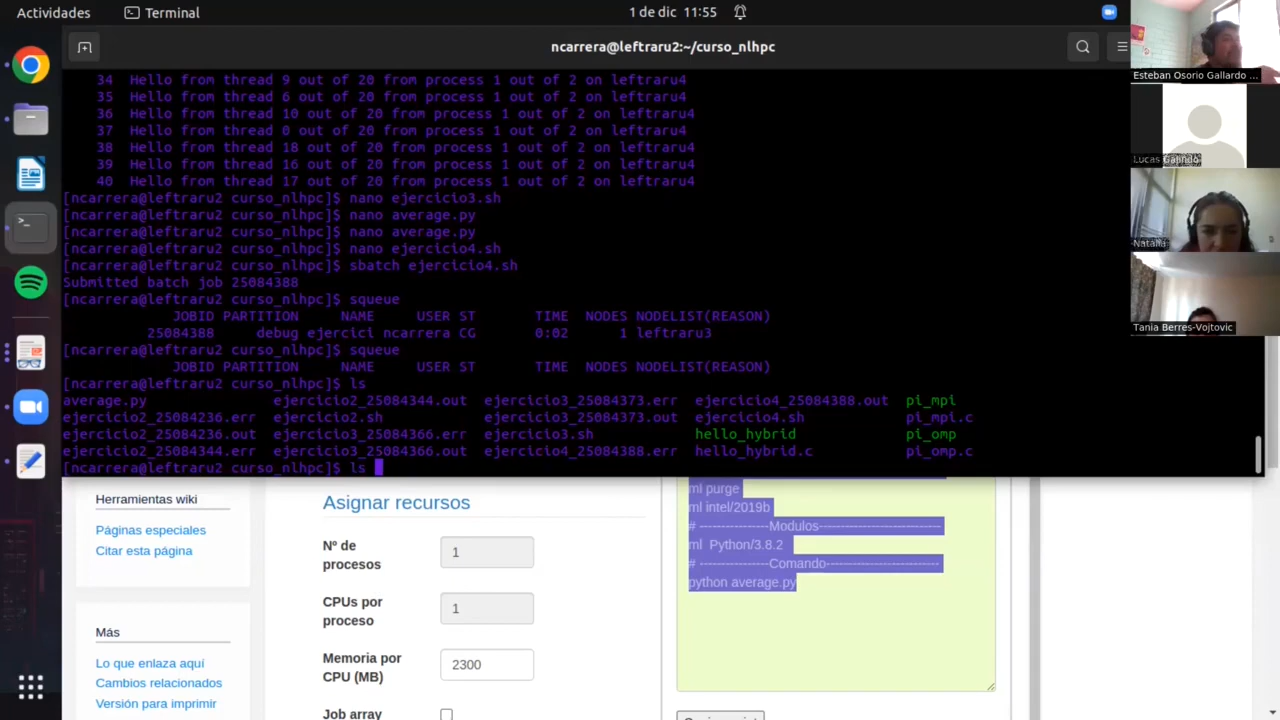 Actividades
Terminal
1 de dic 11:55
ncarrera@leftraru2:~/curso_nlhpc
34 Hello from thread 9 out of 20 from process 1 out of 2 on leftraru4
35 Hello from thread 6 out of 20 from process 1 out of 2 on leftraru4
36 Hello from thread 10 out of 20 from process 1 out of 2 on leftraru4
37 Hello from thread 0 out of 20 from process 1 out of 2 on leftraru4
38 Hello from thread 18 out of 20 from process 1 out of 2 on leftraru4
39 Hello from thread 16 out of 20 from process 1 out of 2 on leftraru4
40 Hello from thread 17 out of 20 from process 1 out of 2 on leftraru4
[ncarrera@leftraru2 curso_nlhpc]$ nano ejercicio3.sh
[ncarrera@leftraru2 curso_nlhpc]$ nano average.py
[ncarrera@leftraru2 curso_nlhpc]$ nano average.py
[ncarrera@leftraru2 curso_nlhpc]$ nano ejercicio4.sh
[ncarrera@leftraru2 curso_nlhpc]$ sbatch ejercicio4.sh
Submitted batch job 25084388
[ncarrera@leftraru2 curso_nlhpc]$ squeue
JOBID PARTITION NAME USER ST TIME NODES NODELIST(REASON)
25084388 debug ejercici ncarrera CG 0:02 1 leftraru3
[ncarrera@leftraru2 curso_nlhpc]$ squeue
JOBID PARTITION NAME USER ST TIME NODES NODELIST(REASON)
[ncarrera@leftraru2 curso_nlhpc]$ ls
average.py ejercicio2_25084344.out ejercicio3_25084373.err ejercicio4_25084388.out pi_mpi
ejercicio2_25084236.err ejercicio2.sh ejercicio3_25084373.out ejercicio4.sh pi_mpi.c
ejercicio2_25084236.out ejercicio3_25084366.err ejercicio3.sh hello_hybrid pi_omp
ejercicio2_25084344.err ejercicio3_25084366.out ejercicio4_25084388.err hello_hybrid.c pi_omp.c
[ncarrera@leftraru2 curso_nlhpc]$ ls
Esteban Osorio Gallardo ...
Lucas Galindo
Natalia
Tania Berres-Vojtovic
Herramientas wiki
Páginas especiales
Citar esta página
Más
Lo que enlaza aquí
Cambios relacionados
Versión para imprimir
Asignar recursos
Nº de
procesos
1
CPUs por
proceso
1
Memoria por
CPU (MB)
2300
Job array
ml purge
ml intel/2019b
# ----------------Modulos----------------------------
ml Python/3.8.2
# ----------------Comando--------------------------
python average.py